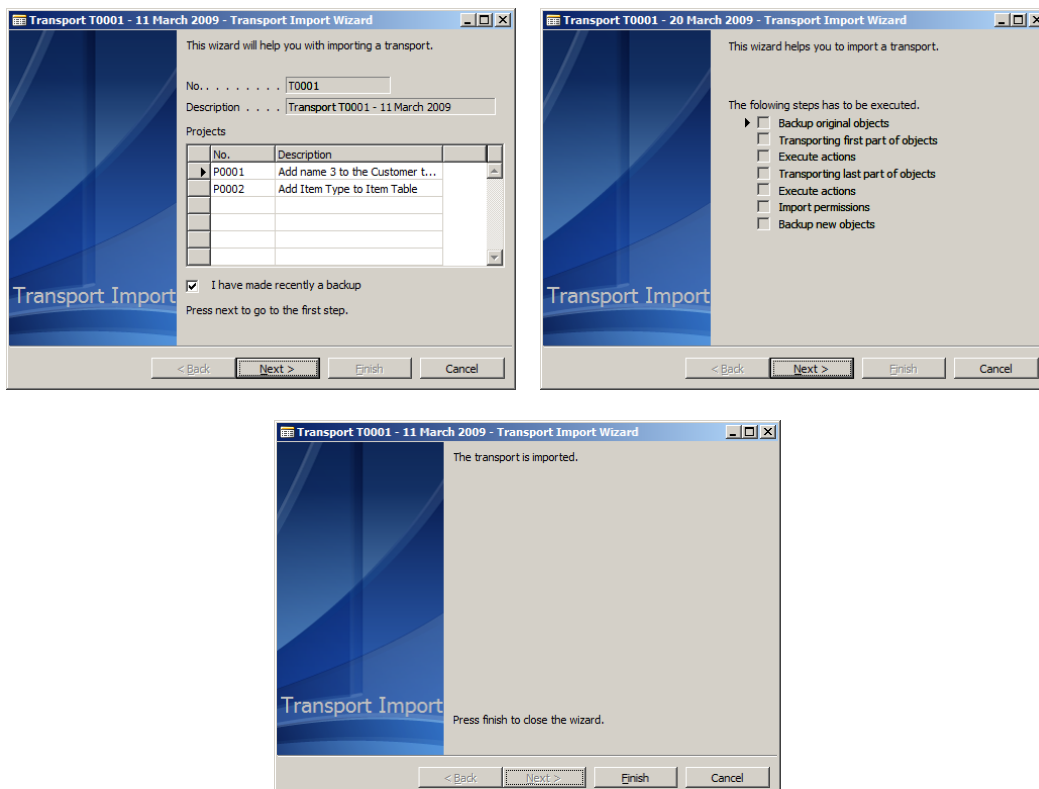 Transport T0001 - 11 March 2009 - Transport Import Wizard
This wizard will help you with importing a transport.
No.. . . . . . . . T0001
Description . . . . Transport T0001 - 11 March 2009
Projects
No. Description
P0001 Add name 3 to the Customer t...
P0002 Add Item Type to Item Table
I have made recently a backup
Press next to go to the first step.
Transport Import
< Back Next > Finish Cancel
Transport T0001 - 20 March 2009 - Transport Import Wizard
This wizard helps you to import a transport.
The folowing steps has to be executed.
Backup original objects
Transporting first part of objects
Execute actions
Transporting last part of objects
Execute actions
Import permissions
Backup new objects
Transport Import
< Back Next > Finish Cancel
Transport T0001 - 11 March 2009 - Transport Import Wizard
The transport is imported.
Transport Import
Press finish to close the wizard.
< Back Next > Finish Cancel